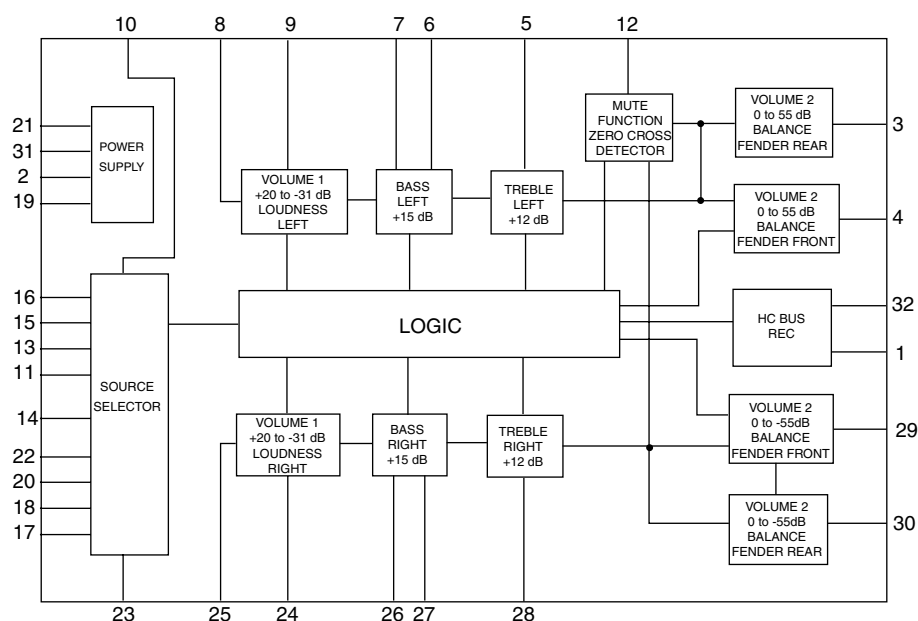 10
8
9
7
6
5
12
21
31
2
19
POWER
SUPPLY
MUTE
FUNCTION
ZERO CROSS
DETECTOR
VOLUME 2
0 to 55 dB
BALANCE
FENDER REAR
3
VOLUME 1
+20 to -31 dB
LOUDNESS
LEFT
BASS
LEFT
+15 dB
TREBLE
LEFT
+12 dB
VOLUME 2
0 to 55 dB
BALANCE
FENDER FRONT
4
16
15
13
11
14
22
20
18
17
SOURCE
SELECTOR
LOGIC
HC BUS
REC
32
1
VOLUME 1
+20 to -31 dB
LOUDNESS
RIGHT
BASS
RIGHT
+15 dB
TREBLE
RIGHT
+12 dB
VOLUME 2
0 to -55dB
BALANCE
FENDER FRONT
29
VOLUME 2
0 to -55dB
BALANCE
FENDER REAR
30
23
25
24
26
27
28